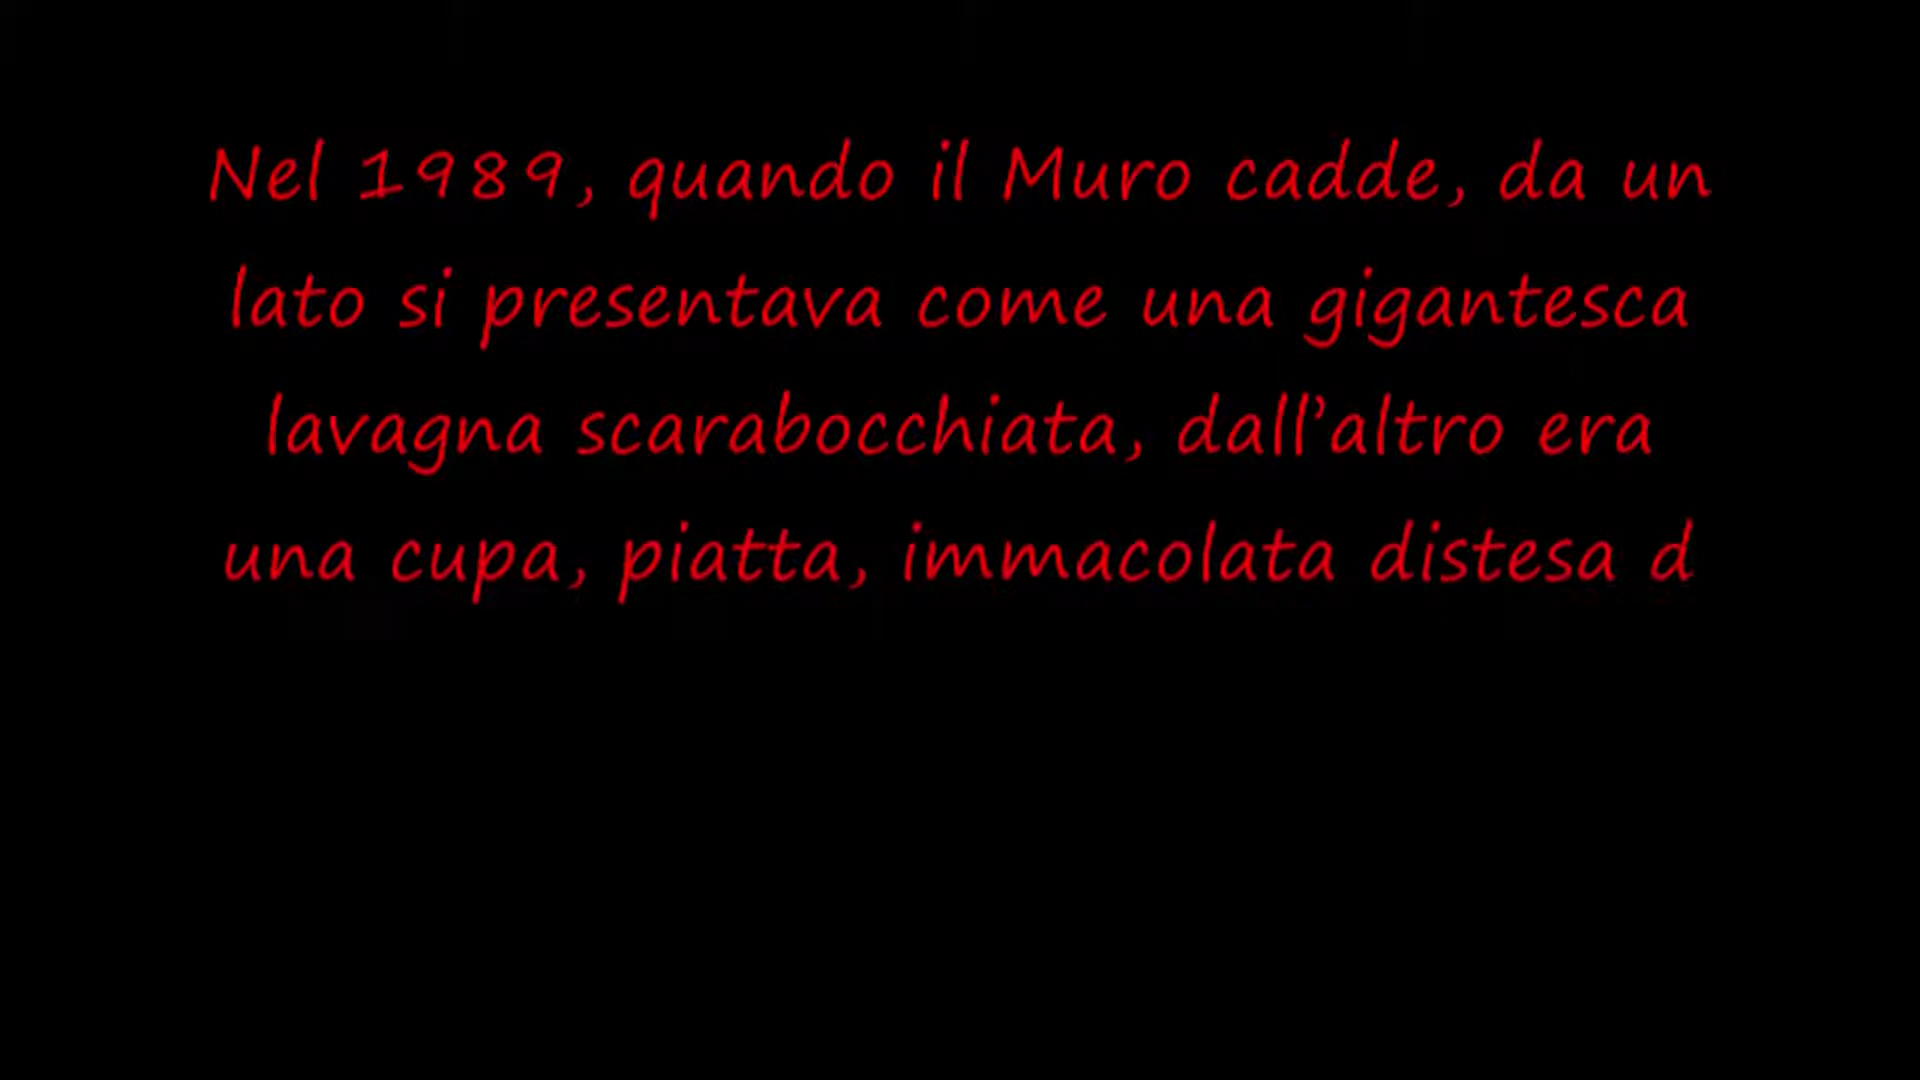 Nel 1989, quando il Muro cadde, da un
lato si presentava come una gigantesca
lavagna scarabocchiata, dall’altro era
una cupa, piatta, immacolata distesa d